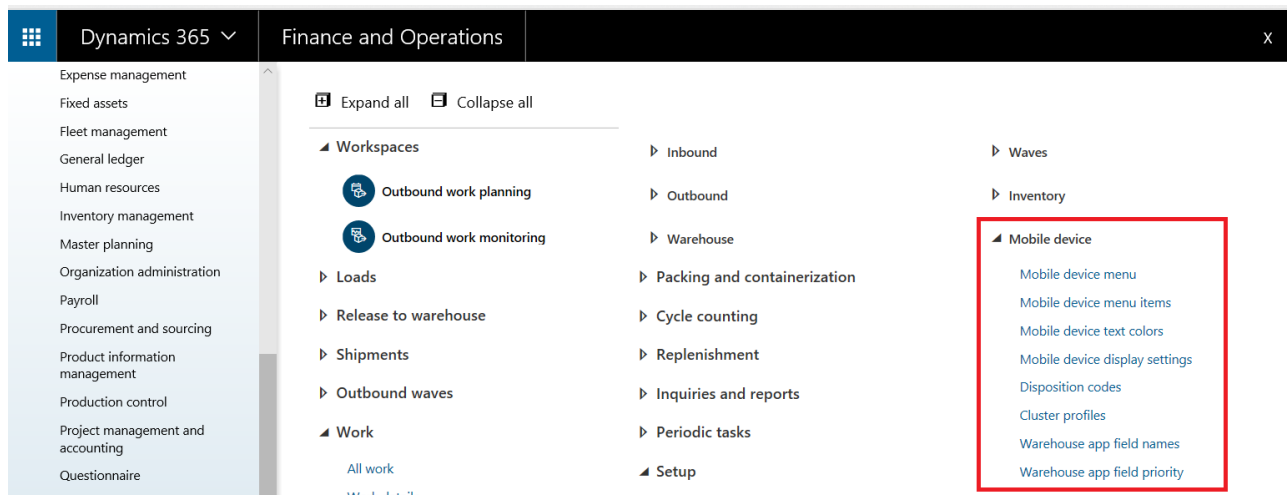 Dynamics 365
Finance and Operations
X
Expense management
Fixed assets
Fleet management
General ledger
Human resources
Inventory management
Master planning
Organization administration
Payroll
Procurement and sourcing
Product information
management
Production control
Project management and
accounting
Questionnaire
Expand all
Collapse all
Workspaces
Outbound work planning
Outbound work monitoring
Loads
Release to warehouse
Shipments
Outbound waves
Work
All work
Inbound
Outbound
Warehouse
Packing and containerization
Cycle counting
Replenishment
Inquiries and reports
Periodic tasks
Setup
Waves
Inventory
Mobile device
Mobile device menu
Mobile device menu items
Mobile device text colors
Mobile device display settings
Disposition codes
Cluster profiles
Warehouse app field names
Warehouse app field priority